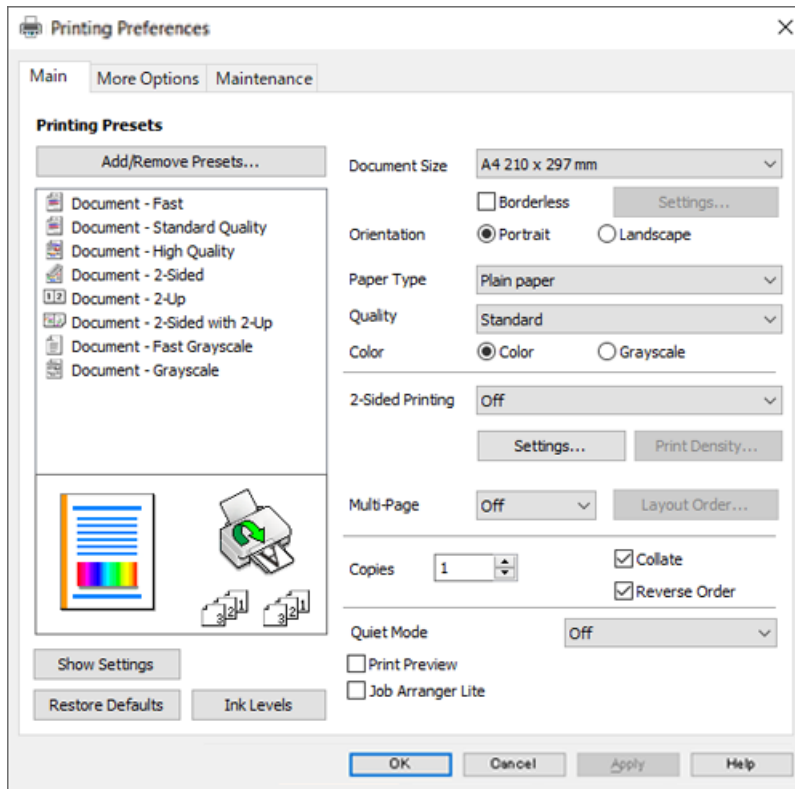 Printing Preferences
Main
More Options
Maintenance
Printing Presets
Add/Remove Presets...
Document - Fast
Document - Standard Quality
Document - High Quality
Document - 2-Sided
Document - 2-Up
Document - 2-Sided with 2-Up
Document - Fast Grayscale
Document - Grayscale
Show Settings
Restore Defaults
Ink Levels
Document Size
A4 210 x 297 mm
Borderless
Settings...
Orientation
Portrait
Landscape
Paper Type
Plain paper
Quality
Standard
Color
Color
Grayscale
2-Sided Printing
Off
Settings...
Print Density...
Multi-Page
Off
Layout Order...
Copies
1
Collate
Reverse Order
Quiet Mode
Off
Print Preview
Job Arranger Lite
OK
Cancel
Apply
Help